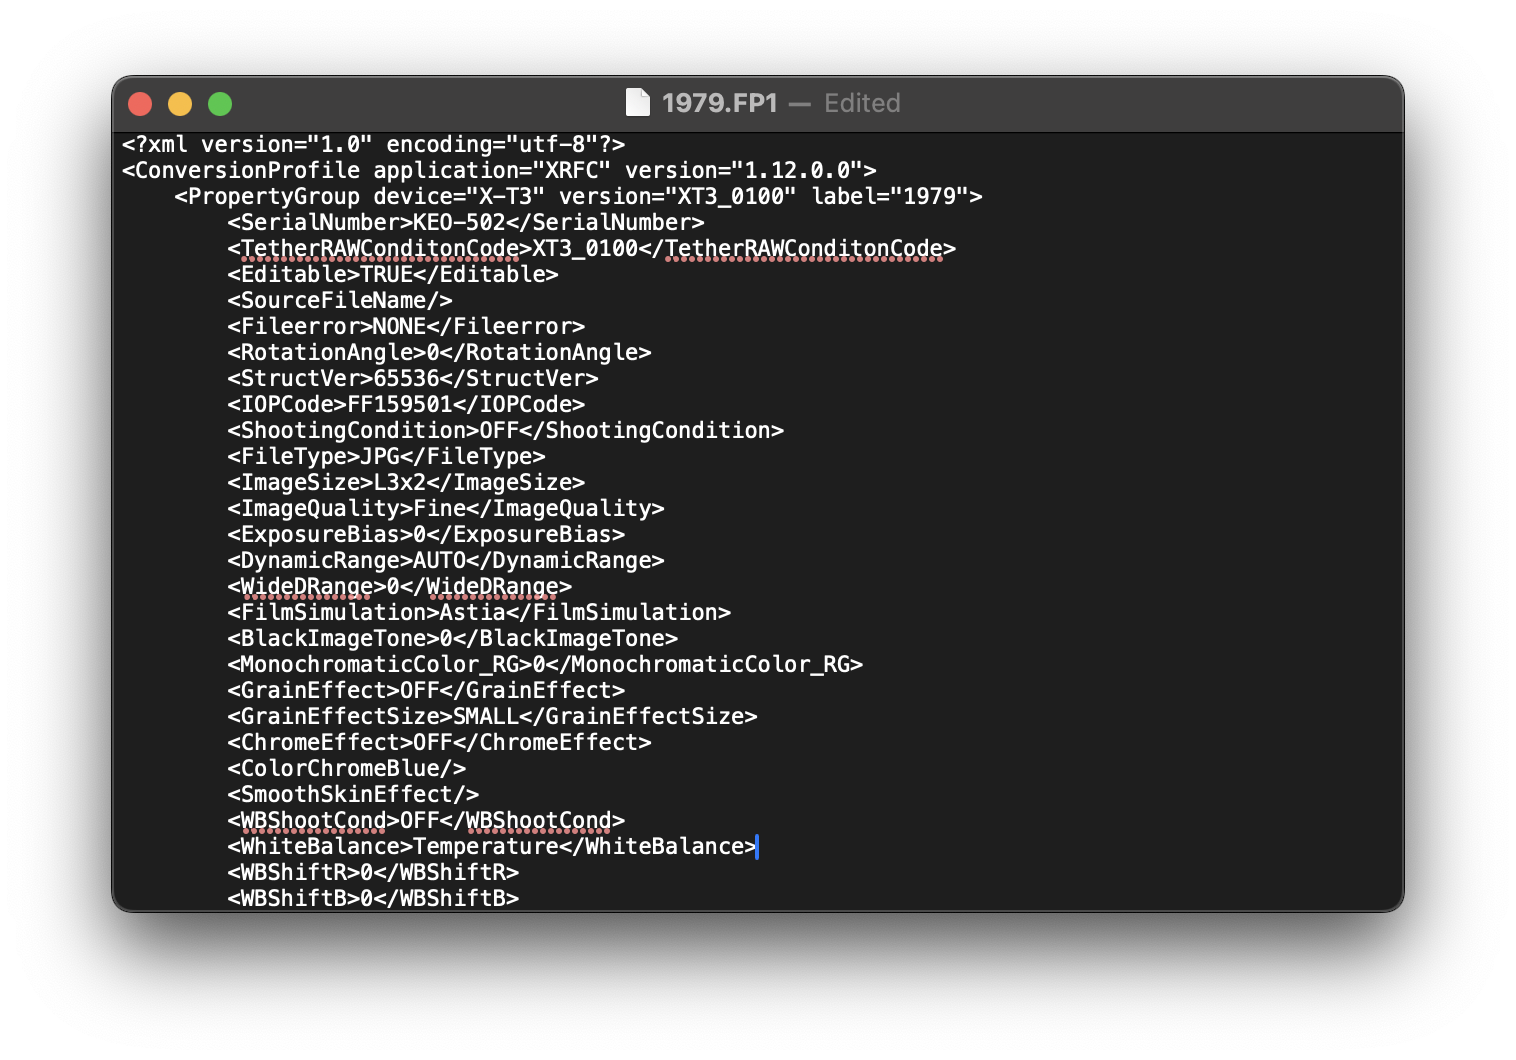 1979.FP1 — Edited
<?xml version="1.0" encoding="utf-8"?>
<ConversionProfile application="XRFC" version="1.12.0.0">
<PropertyGroup device="X-T3" version="XT3_0100" label="1979">
<SerialNumber>KEO-502</SerialNumber>
<TetherRAWConditonCode>XT3_0100</TetherRAWConditonCode>
<Editable>TRUE</Editable>
<SourceFileName/>
<Fileerror>NONE</Fileerror>
<RotationAngle>0</RotationAngle>
<StructVer>65536</StructVer>
<IOPCode>FF159501</IOPCode>
<ShootingCondition>OFF</ShootingCondition>
<FileType>JPG</FileType>
<ImageSize>L3x2</ImageSize>
<ImageQuality>Fine</ImageQuality>
<ExposureBias>0</ExposureBias>
<DynamicRange>AUTO</DynamicRange>
<WideDRange>0</WideDRange>
<FilmSimulation>Astia</FilmSimulation>
<BlackImageTone>0</BlackImageTone>
<MonochromaticColor_RG>0</MonochromaticColor_RG>
<GrainEffect>OFF</GrainEffect>
<GrainEffectSize>SMALL</GrainEffectSize>
<ChromeEffect>OFF</ChromeEffect>
<ColorChromeBlue/>
<SmoothSkinEffect/>
<WBShootCond>OFF</WBShootCond>
<WhiteBalance>Temperature</WhiteBalance>
<WBShiftR>0</WBShiftR>
<WBShiftB>0</WBShiftB>